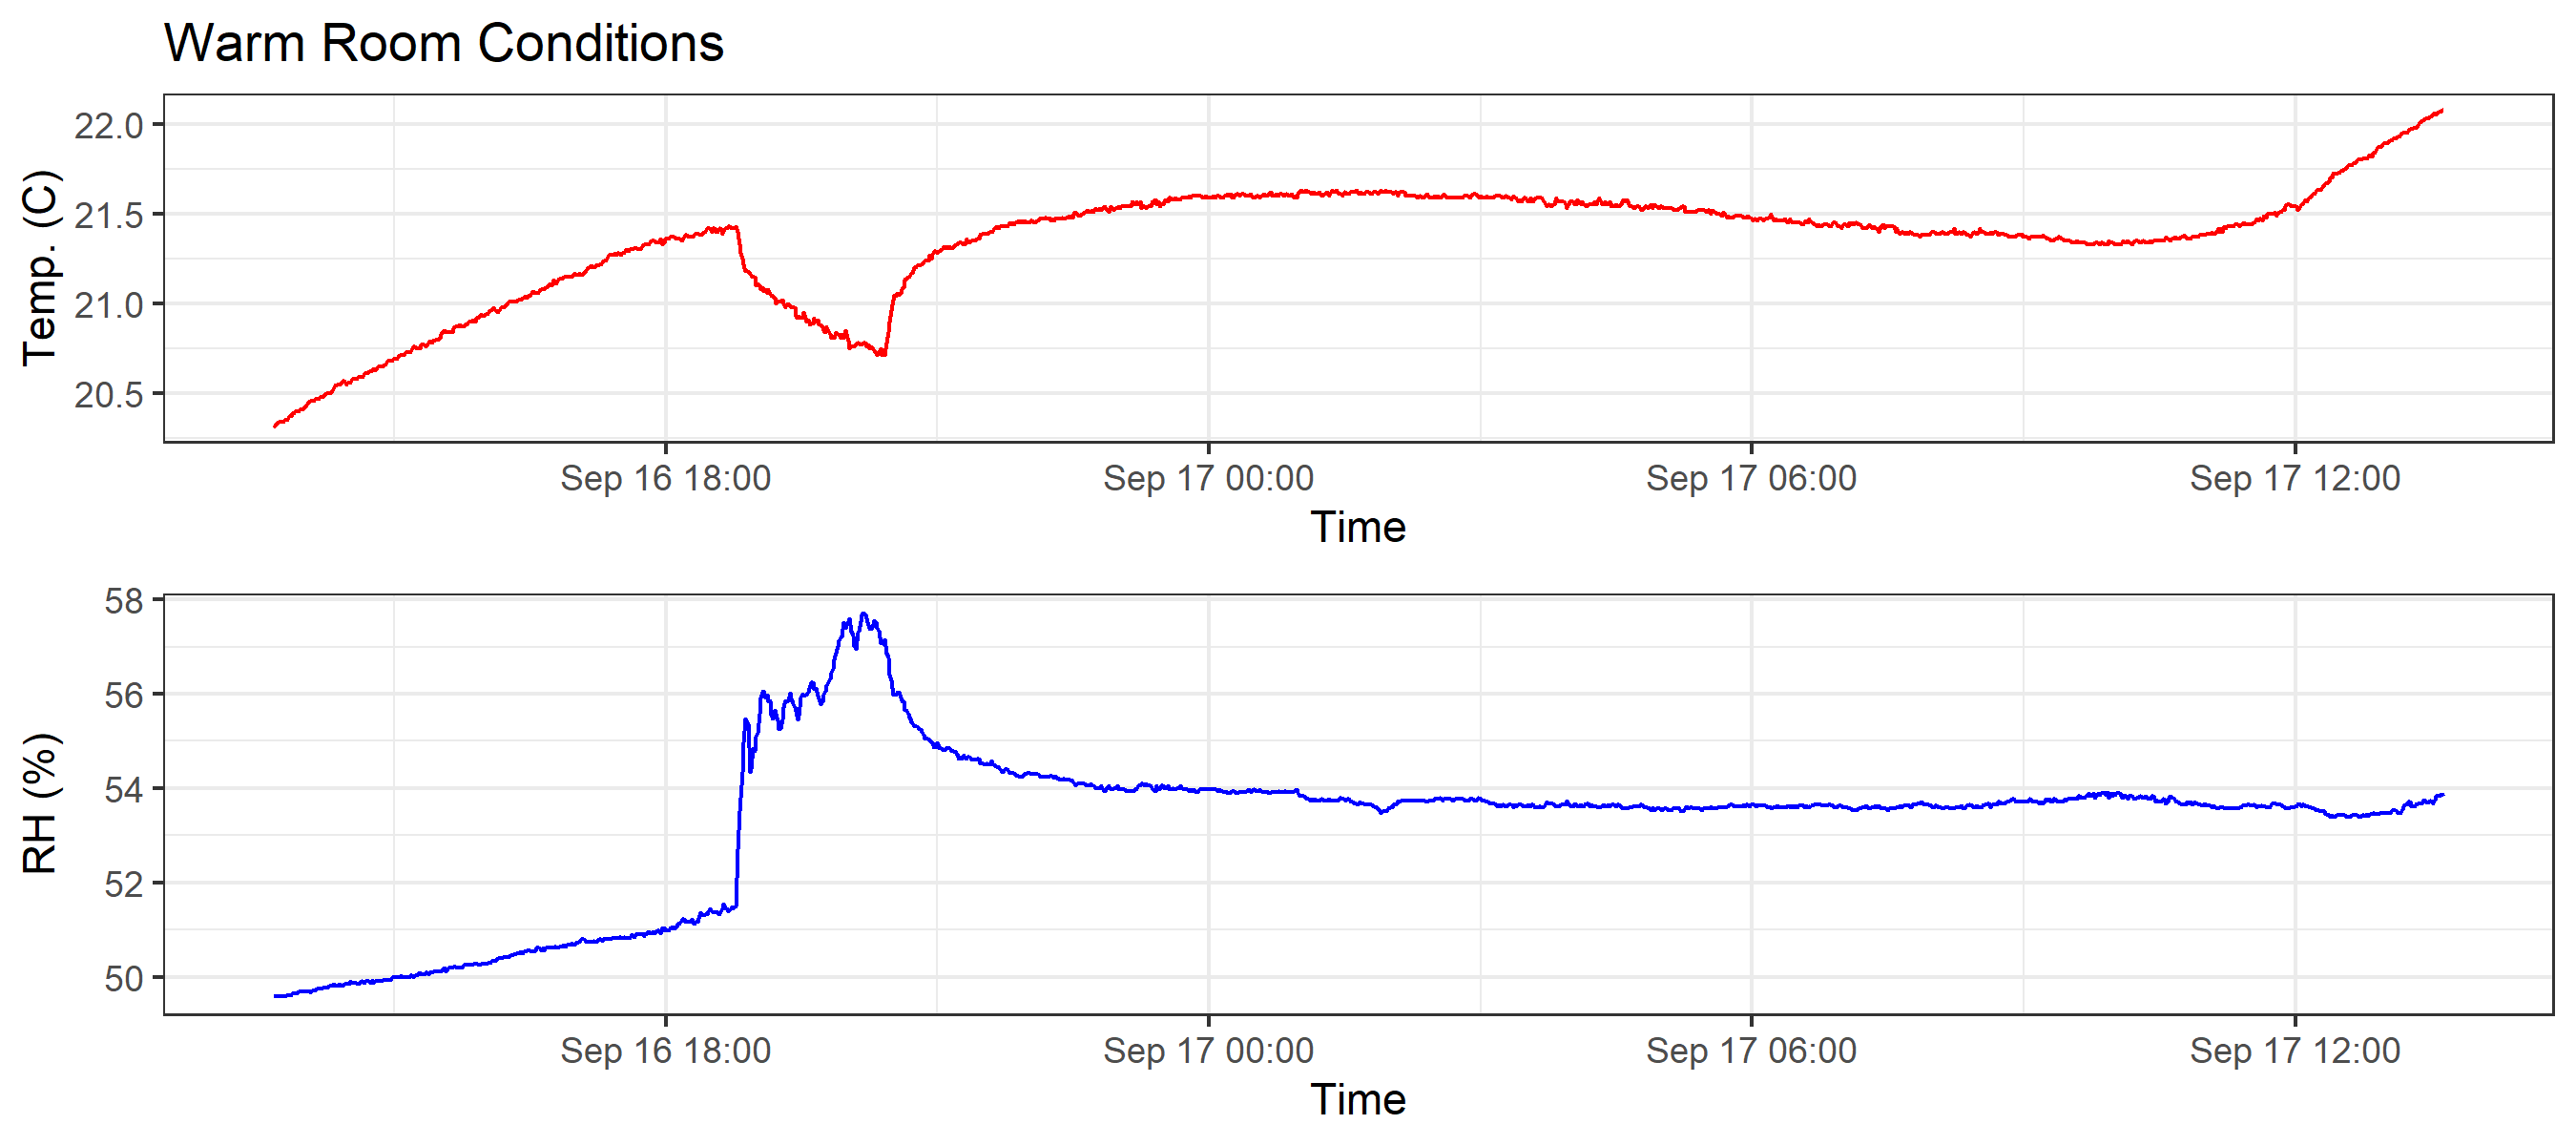 Warm Room Conditions
Temp. (C)
22.0
21.5
21.0
20.5
Sep 16 18:00 Sep 17 00:00 Sep 17 06:00 Sep 17 12:00
Time
RH (%)
58
56
54
52
50
Sep 16 18:00 Sep 17 00:00 Sep 17 06:00 Sep 17 12:00
Time